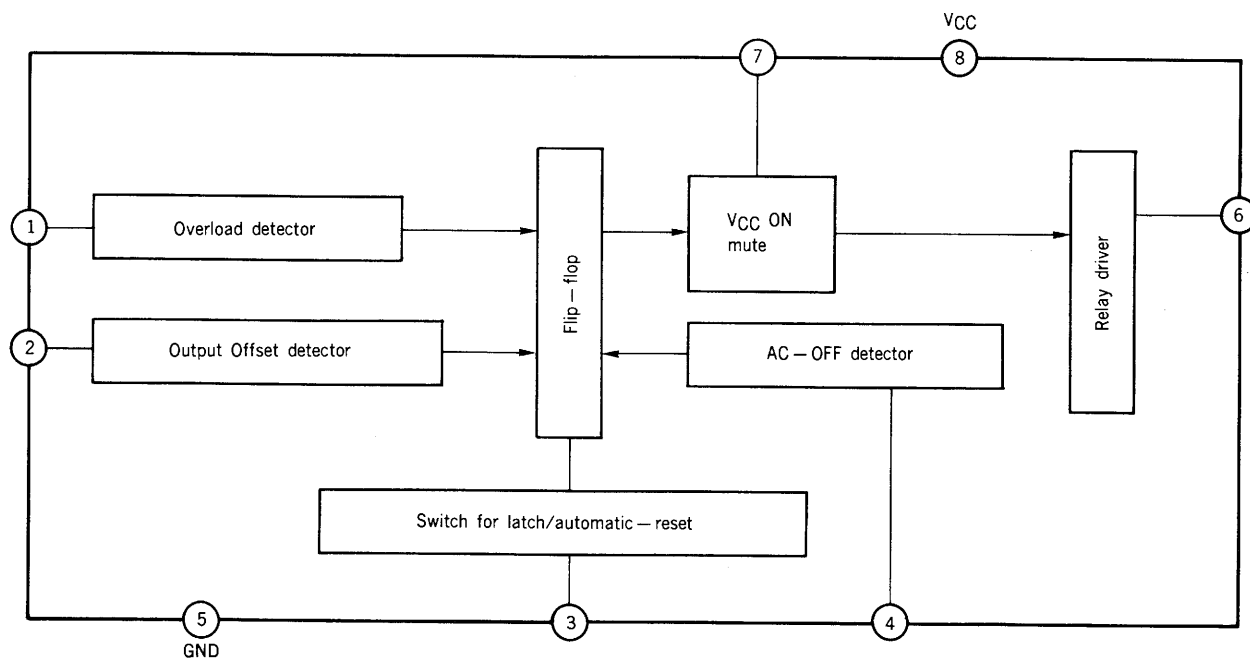 VCC
7
8
1
Overload detector
Flip–flop
VCC ON
mute
Relay driver
6
2
Output Offset detector
AC–OFF detector
Switch for latch/automatic–reset
5
GND
3
4